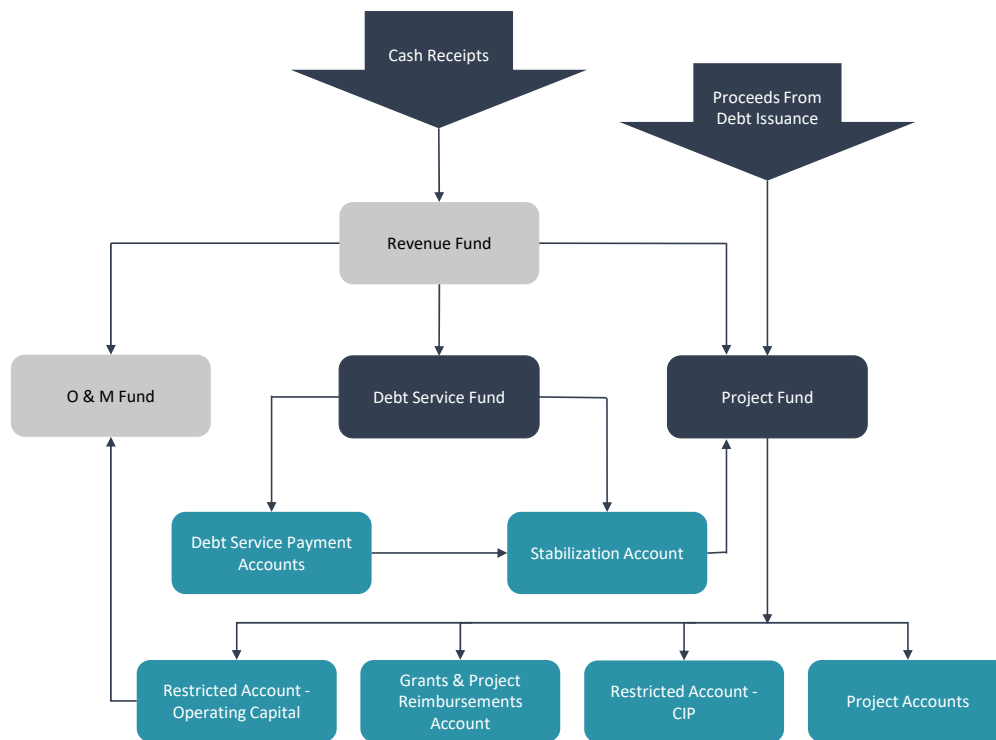 Cash Receipts
Proceeds From
Debt Issuance
Revenue Fund
O & M Fund
Debt Service Fund
Project Fund
Debt Service Payment
Accounts
Stabilization Account
Restricted Account -
Operating Capital
Grants & Project
Reimbursements
Account
Restricted Account -
CIP
Project Accounts